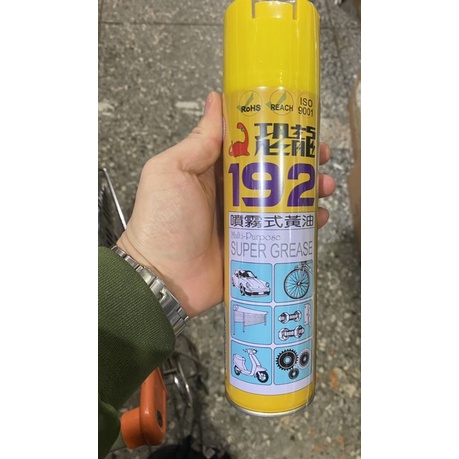 RoHS
REACH
ISO
9001
恐龍
192
噴霧式黃油
Multi-Purpose
SUPER GREASE